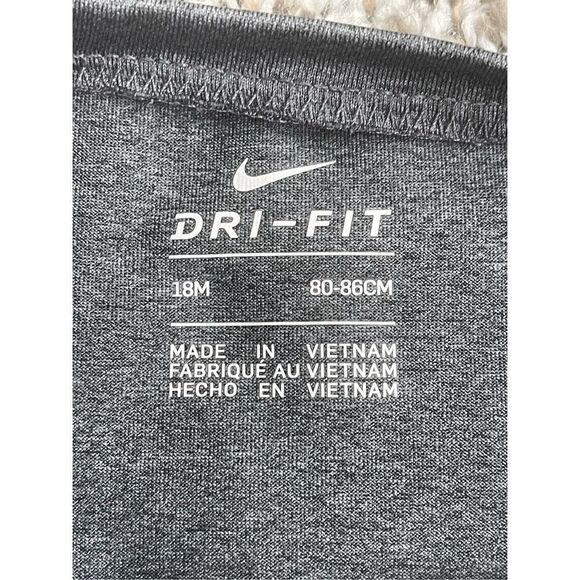 DRI-FIT
18M 80-86CM
MADE IN VIETNAM
FABRIQUÉ AU VIETNAM
HECHO EN VIETNAM